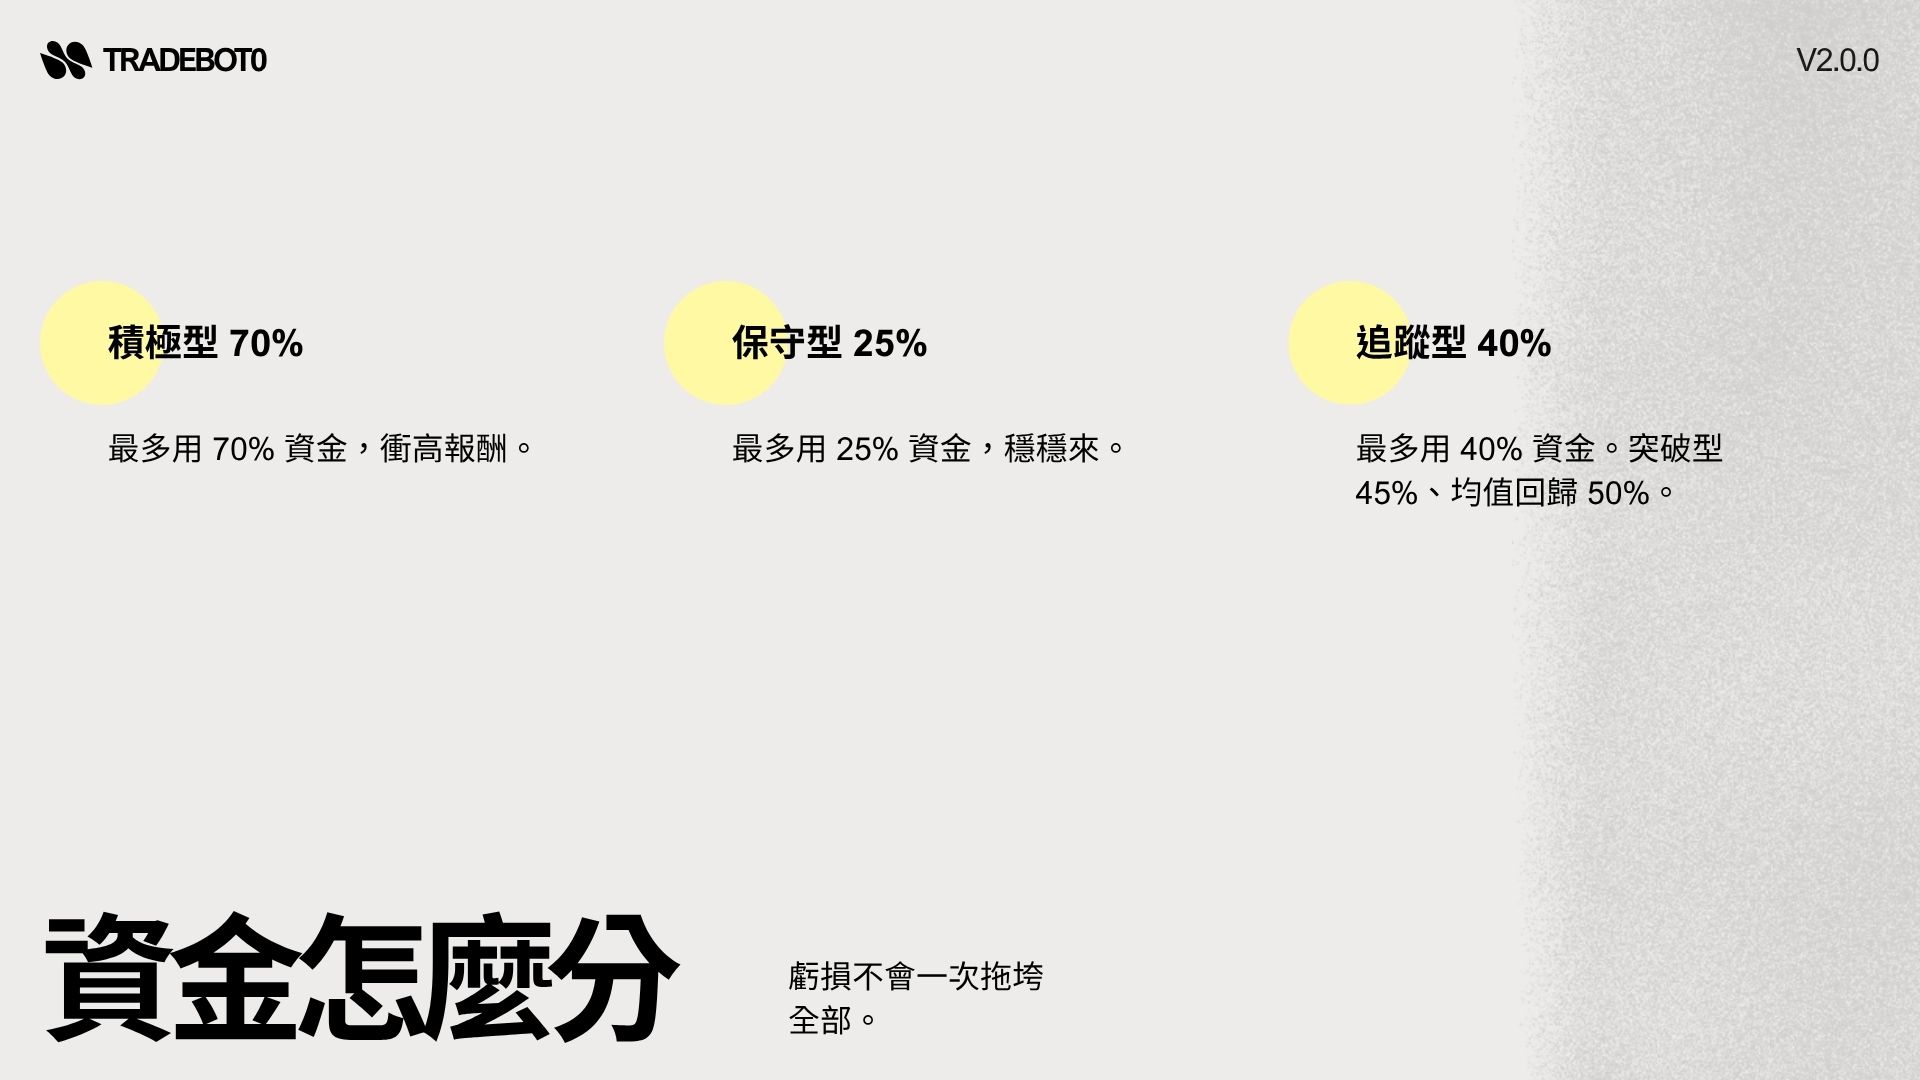 TRADEBOT0
V2.0.0
積極型 70%
最多用 70% 資金，衝高報酬。
保守型 25%
最多用 25% 資金，穩穩來。
追蹤型 40%
最多用 40% 資金。突破型
45%、均值回歸 50%。
資金怎麼分
虧損不會一次拖垮
全部。